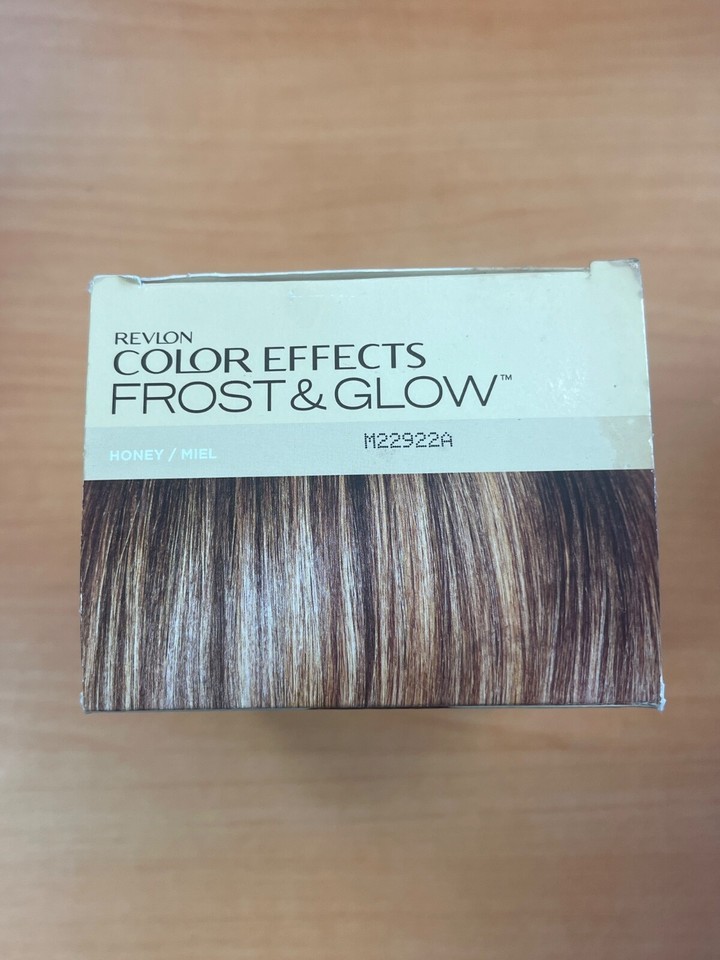 REVLON
COLOR EFFECTS
FROST & GLOW™
M22922A
HONEY / MIEL